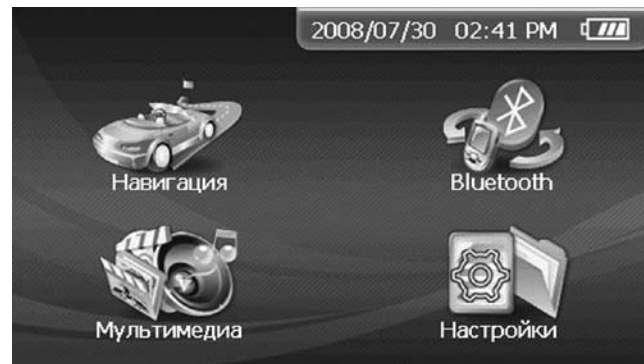 2008/07/30 02:41 PM
Навигация
Bluetooth
Мультимедиа
Настройки